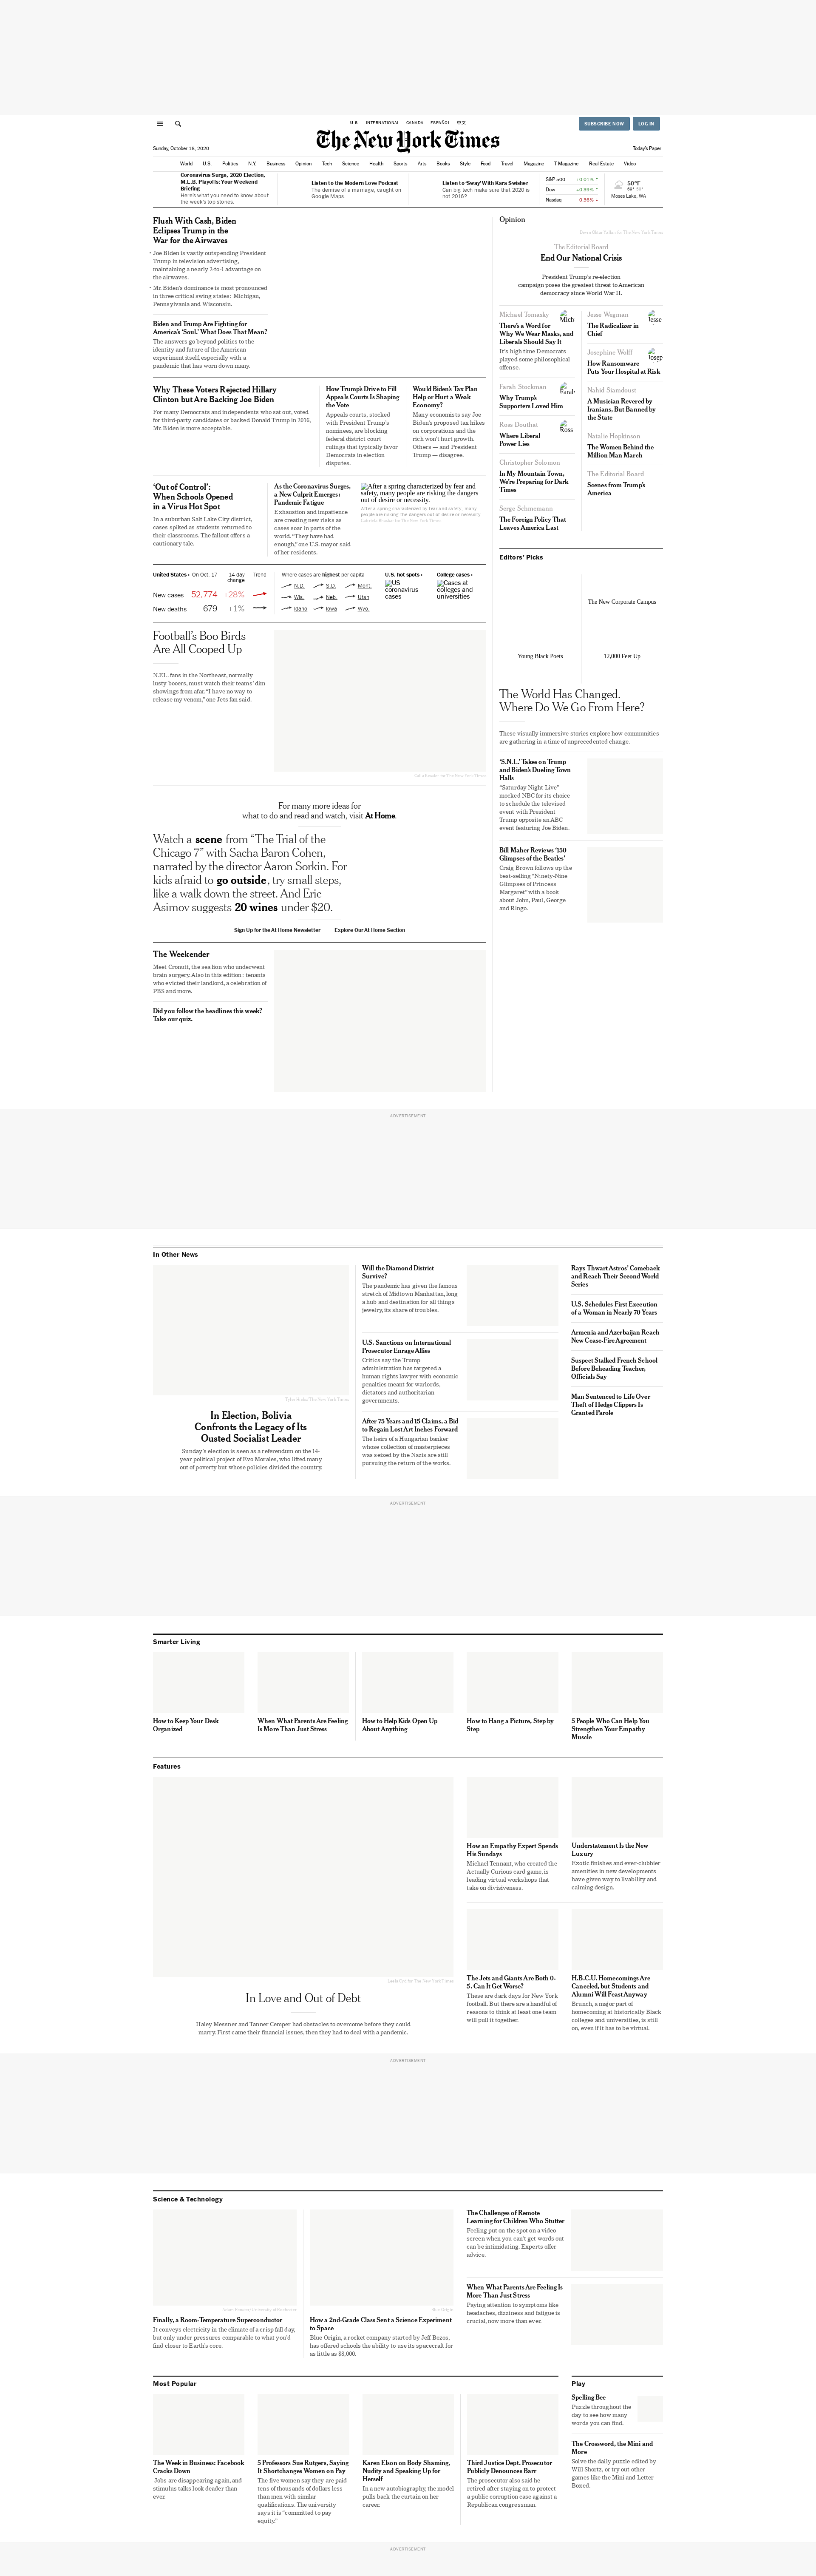 U.S. INTERNATIONAL CANADA ESPAÑOL 中文
SUBSCRIBE NOW LOG IN
The New York Times
Sunday, October 18, 2020
Today's Paper
World U.S. Politics N.Y. Business Opinion Tech Science Health Sports Arts Books Style Food Travel Magazine T Magazine Real Estate Video
Coronavirus Surge, 2020 Election,
M.L.B. Playoffs: Your Weekend
Briefing
Here's what you need to know about
the week's top stories.
Listen to the Modern Love Podcast
The demise of a marriage, caught on
Google Maps.
Listen to 'Sway' With Kara Swisher
Can big tech make sure that 2020 is
not 2016?
S&P 500 +0.01% ↑
Dow +0.39% ↑
Nasdaq -0.36% ↓
50°F
Moses Lake, WA
Flush With Cash, Biden
Eclipses Trump in the
War for the Airwaves
• Joe Biden is vastly outspending President
Trump in television advertising,
maintaining a nearly 2-to-1 advantage on
the airwaves.
• Mr. Biden's dominance is most pronounced
in three critical swing states: Michigan,
Pennsylvania and Wisconsin.
Biden and Trump Are Fighting for
America's 'Soul.' What Does That Mean?
The answers go beyond politics to the
identity and future of the American
experiment itself, especially with a
pandemic that has worn down many.
Why These Voters Rejected Hillary
Clinton but Are Backing Joe Biden
For many Democrats and independents who sat out, voted
for third-party candidates or backed Donald Trump in 2016,
Mr. Biden is more acceptable.
How Trump's Drive to Fill
Appeals Courts Is Shaping
the Vote
Appeals courts, stocked
with President Trump's
nominees, are blocking
federal district court
rulings that typically favor
Democrats in election
disputes.
Would Biden's Tax Plan
Help or Hurt a Weak
Economy?
Many economists say Joe
Biden's proposed tax hikes
on corporations and the
rich won't hurt growth.
Others — and President
Trump — disagree.
'Out of Control':
When Schools Opened
in a Virus Hot Spot
In a suburban Salt Lake City district,
cases spiked as students returned to
their classrooms. The fallout offers a
cautionary tale.
As the Coronavirus Surges,
a New Culprit Emerges:
Pandemic Fatigue
Exhaustion and impatience
are creating new risks as
cases soar in parts of the
world. "They have had
enough," one U.S. mayor said
of her residents.
After a spring characterized by fear and
safety, many people are risking the dangers
out of desire or necessity.
After a spring characterized by fear and safety, many
people are risking the dangers out of desire or necessity.
United States › On Oct. 17 14-day
change Trend
New cases 52,774 +28%
New deaths 679 +1%
Where cases are highest per capita
N.D. S.D. Mont.
Wis. Neb. Utah
Idaho Iowa Wyo.
U.S. hot spots ›
US
coronavirus
cases
College cases ›
Cases at
colleges and
universities
Football's Boo Birds
Are All Cooped Up
N.F.L. fans in the Northeast, normally
lusty booers, must watch their teams' dim
showings from afar. "I have no way to
release my venom," one Jets fan said.
For many more ideas for
what to do and read and watch, visit At Home.
Watch a scene from "The Trial of the
Chicago 7" with Sacha Baron Cohen,
narrated by the director Aaron Sorkin. For
kids afraid to go outside, try small steps,
like a walk down the street. And Eric
Asimov suggests 20 wines under $20.
Sign Up for the At Home Newsletter Explore Our At Home Section
The Weekender
Meet Cronutt, the sea lion who underwent
brain surgery. Also in this edition: tenants
who evicted their landlord, a celebration of
PBS and more.
Did you follow the headlines this week?
Take our quiz.
Opinion
The Editorial Board
End Our National Crisis
President Trump's re-election
campaign poses the greatest threat to American
democracy since World War II.
Michael Tomasky
There's a Word for
Why We Wear Masks, and
Liberals Should Say It
It's high time Democrats
played some philosophical
offense.
Farah Stockman
Why Trump's
Supporters Loved Him
Ross Douthat
Where Liberal
Power Lies
Christopher Solomon
In My Mountain Town,
We're Preparing for Dark
Times
Serge Schmemann
The Foreign Policy That
Leaves America Last
Jesse Wegman
The Radicalizer in
Chief
Josephine Wolff
How Ransomware
Puts Your Hospital at Risk
Nahid Siamdoust
A Musician Revered by
Iranians, But Banned by
the State
Natalie Hopkinson
The Women Behind the
Million Man March
The Editorial Board
Scenes from Trump's
America
Editors' Picks
The New Corporate Campus
Young Black Poets
12,000 Feet Up
The World Has Changed.
Where Do We Go From Here?
These visually immersive stories explore how communities
are gathering in a time of unprecedented change.
'S.N.L.' Takes on Trump
and Biden's Dueling Town
Halls
"Saturday Night Live"
mocked NBC for its choice
to schedule the televised
event with President
Trump opposite an ABC
event featuring Joe Biden.
Bill Maher Reviews '150
Glimpses of the Beatles'
Craig Brown follows up the
best-selling "Ninety-Nine
Glimpses of Princess
Margaret" with a book
about John, Paul, George
and Ringo.
ADVERTISEMENT
In Other News
In Election, Bolivia
Confronts the Legacy of Its
Ousted Socialist Leader
Sunday's election is seen as a referendum on the 14-
year political project of Evo Morales, who lifted many
out of poverty but whose policies divided the country.
Will the Diamond District
Survive?
The pandemic has given the famous
stretch of Midtown Manhattan, long
a hub and destination for all things
jewelry, its share of troubles.
U.S. Sanctions on International
Prosecutor Enrage Allies
Critics say the Trump
administration has targeted a
human rights lawyer with economic
penalties meant for warlords,
dictators and authoritarian
governments.
After 75 Years and 15 Claims, a Bid
to Regain Lost Art Inches Forward
The heirs of a Hungarian banker
whose collection of masterpieces
was seized by the Nazis are still
pursuing the return of the works.
Rays Thwart Astros' Comeback
and Reach Their Second World
Series
U.S. Schedules First Execution
of a Woman in Nearly 70 Years
Armenia and Azerbaijan Reach
New Cease-Fire Agreement
Suspect Stalked French School
Before Beheading Teacher,
Officials Say
Man Sentenced to Life Over
Theft of Hedge Clippers Is
Granted Parole
ADVERTISEMENT
Smarter Living
How to Keep Your Desk
Organized
When What Parents Are Feeling
Is More Than Just Stress
How to Help Kids Open Up
About Anything
How to Hang a Picture, Step by
Step
5 People Who Can Help You
Strengthen Your Empathy
Muscle
Features
In Love and Out of Debt
Haley Messner and Tanner Cemper had obstacles to overcome before they could
marry. First came their financial issues, then they had to deal with a pandemic.
How an Empathy Expert Spends
His Sundays
Michael Tennant, who created the
Actually Curious card game, is
leading virtual workshops that
take on divisiveness.
Understatement Is the New
Luxury
Exotic finishes and ever-clubbier
amenities in new developments
have given way to livability and
calming design.
The Jets and Giants Are Both 0-
5. Can It Get Worse?
These are dark days for New York
football. But there are a handful of
reasons to think at least one team
will pull it together.
H.B.C.U. Homecomings Are
Canceled, but Students and
Alumni Will Feast Anyway
Brunch, a major part of
homecoming at historically Black
colleges and universities, is still
on, even if it has to be virtual.
ADVERTISEMENT
Science & Technology
Finally, a Room-Temperature Superconductor
It conveys electricity in the climate of a crisp fall day,
but only under pressures comparable to what you'd
find closer to Earth's core.
How a 2nd-Grade Class Sent a Science Experiment
to Space
Blue Origin, a rocket company started by Jeff Bezos,
has offered schools the ability to use its spacecraft for
as little as $8,000.
The Challenges of Remote
Learning for Children Who Stutter
Feeling put on the spot on a video
screen when you can't get words out
can be intimidating. Experts offer
advice.
When What Parents Are Feeling Is
More Than Just Stress
Paying attention to symptoms like
headaches, dizziness and fatigue is
crucial, now more than ever.
Most Popular
The Week in Business: Facebook
Cracks Down
Jobs are disappearing again, and
stimulus talks look deader than
ever.
5 Professors Sue Rutgers, Saying
It Shortchanges Women on Pay
The five women say they are paid
tens of thousands of dollars less
than men with similar
qualifications. The university
says it is "committed to pay
equity."
Karen Elson on Body Shaming,
Nudity and Speaking Up for
Herself
In a new autobiography, the model
pulls back the curtain on her
career.
Third Justice Dept. Prosecutor
Publicly Denounces Barr
The prosecutor also said he
retired after staying on to protect
a public corruption case against a
Republican congressman.
Play
Spelling Bee
Puzzle throughout the
day to see how many
words you can find.
The Crossword, the Mini and
More
Solve the daily puzzle edited by
Will Shortz, or try out other
games like the Mini and Letter
Boxed.
ADVERTISEMENT